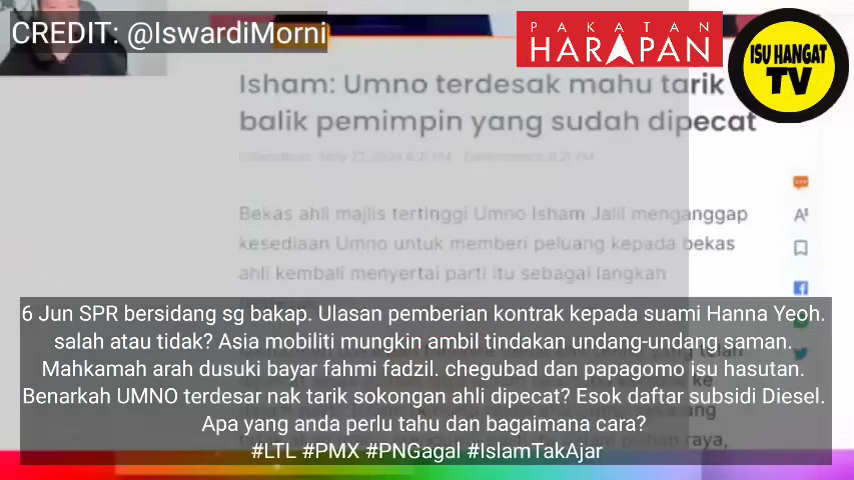 CREDIT: @IswardiMorni
PAKATAN
HARAPAN
ISU HANGAT
TV
Isham: Umno terdesak mahu tarik
balik pemimpin yang sudah dipecat
Bekas ahli majlis tertinggi Umno Isham Jalil menganggap
kesediaan Umno untuk memberi peluang kepada bekas
ahli kembali menyertai parti itu sebagai langkah
6 Jun SPR bersidang sg bakap. Ulasan pemberian kontrak kepada suami Hanna Yeoh.
salah atau tidak? Asia mobiliti mungkin ambil tindakan undang-undang saman.
Mahkamah arah dusuki bayar fahmi fadzil. chegubad dan papagomo isu hasutan.
Benarkah UMNO terdesar nak tarik sokongan ahli dipecat? Esok daftar subsidi Diesel.
Apa yang anda perlu tahu dan bagaimana cara?
#LTL #PMX #PNGagal #IslamTakAjar